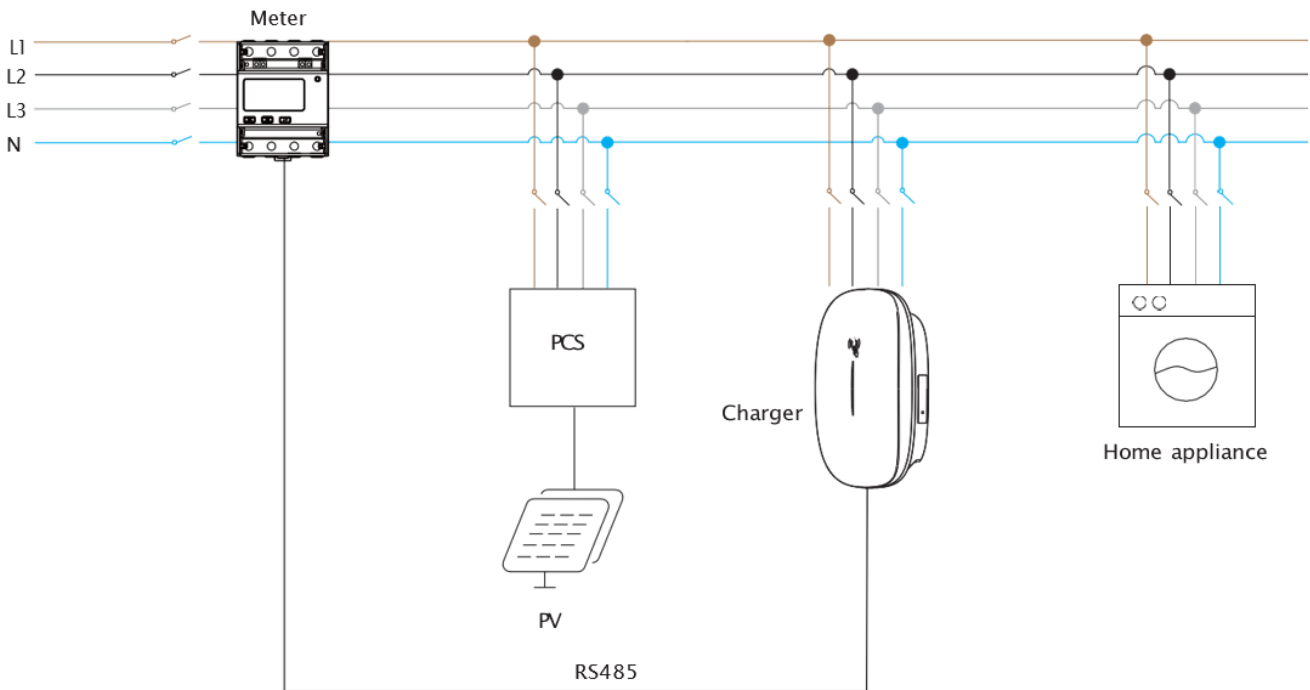 Meter
L1
L2
L3
N
PCS
Charger
Home appliance
PV
RS485